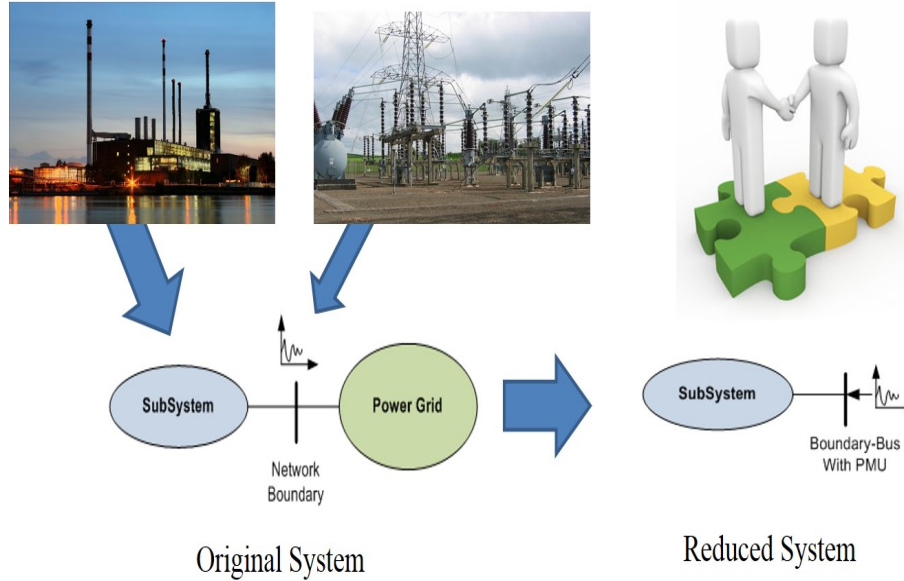 SubSystem
Power Grid
Network
Boundary
Original System
SubSystem
Boundary-Bus
With PMU
Reduced System